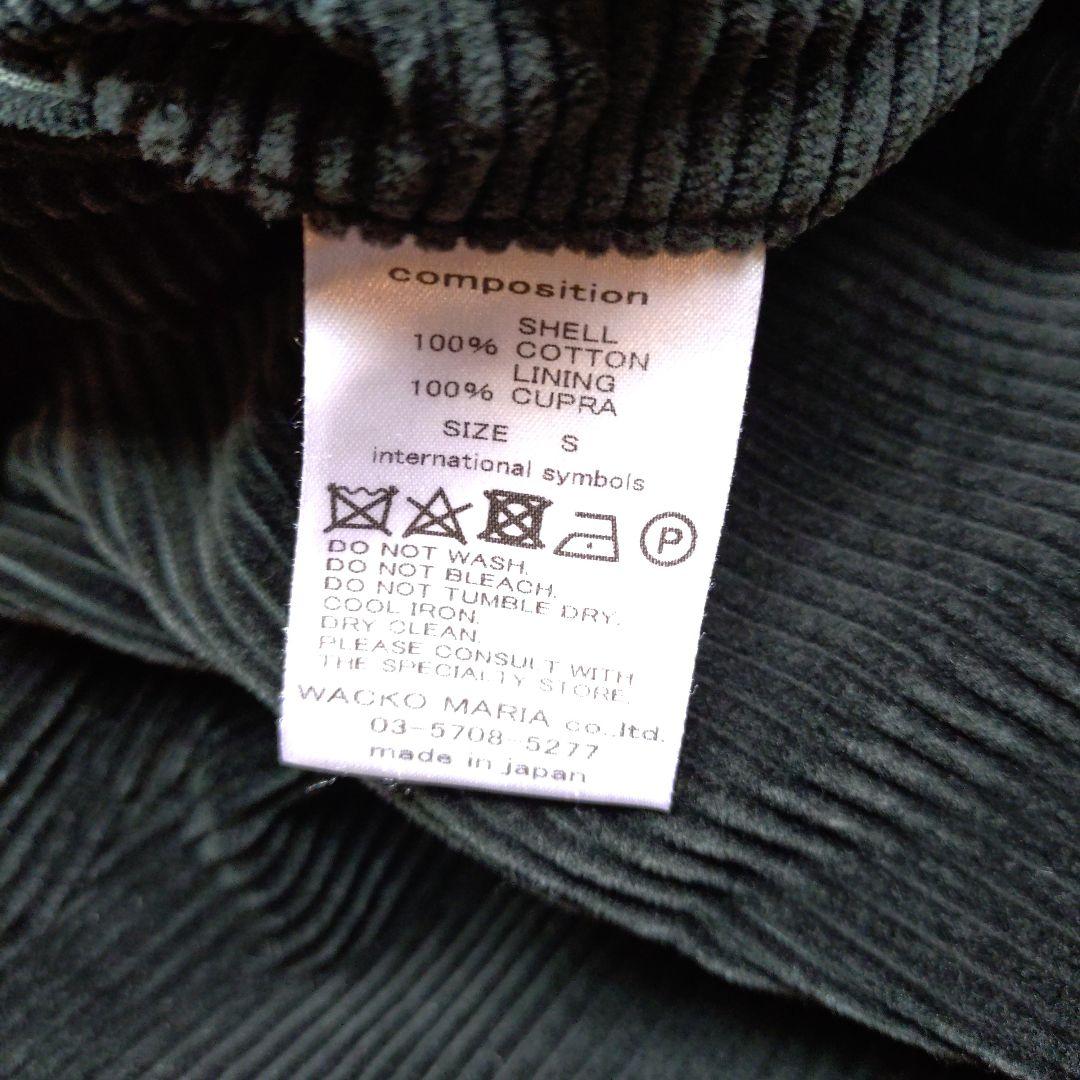 composition
SHELL
100% COTTON
LINING
100% CUPRA
SIZE S
international symbols
P
DO NOT WASH.
DO NOT BLEACH.
DO NOT TUMBLE DRY.
COOL IRON.
DRY CLEAN.
PLEASE CONSULT WITH
THE SPECIALTY STORE.
WACKO MARIA co.,ltd.
03-5708-5277
made in japan